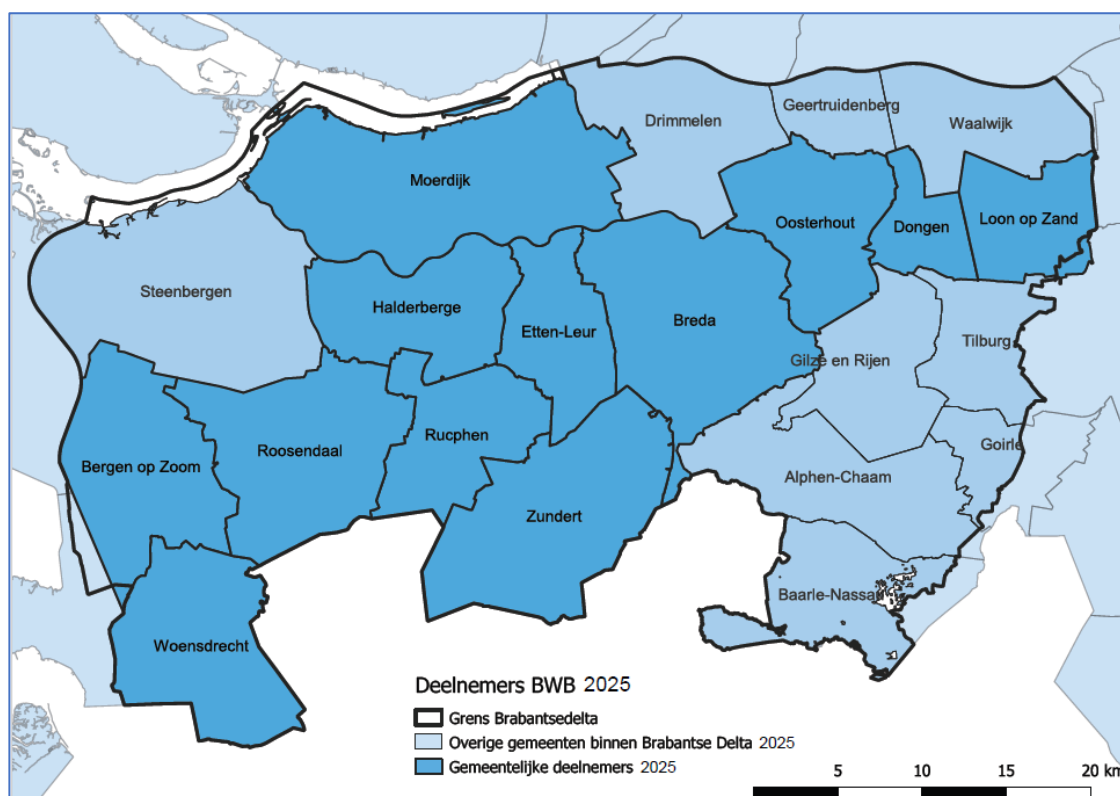 Geertruidenberg
Drimmelen
Waalwijk
Moerdijk
Oosterhout
Dongen
Loon op Zand
Steenbergen
Halderberge
Etten-Leur
Breda
Tilburg
Gilze en Rijen
Rucphen
Goirle
Roosendaal
Bergen op Zoom
Alphen-Chaam
Zundert
Baarle-Nassau
Woensdrecht
Deelnemers BWB 2025
Grens Brabantsedelta
Overige gemeenten binnen Brabantse Delta 2025
Gemeentelijke deelnemers 2025
5 10 15 20 km